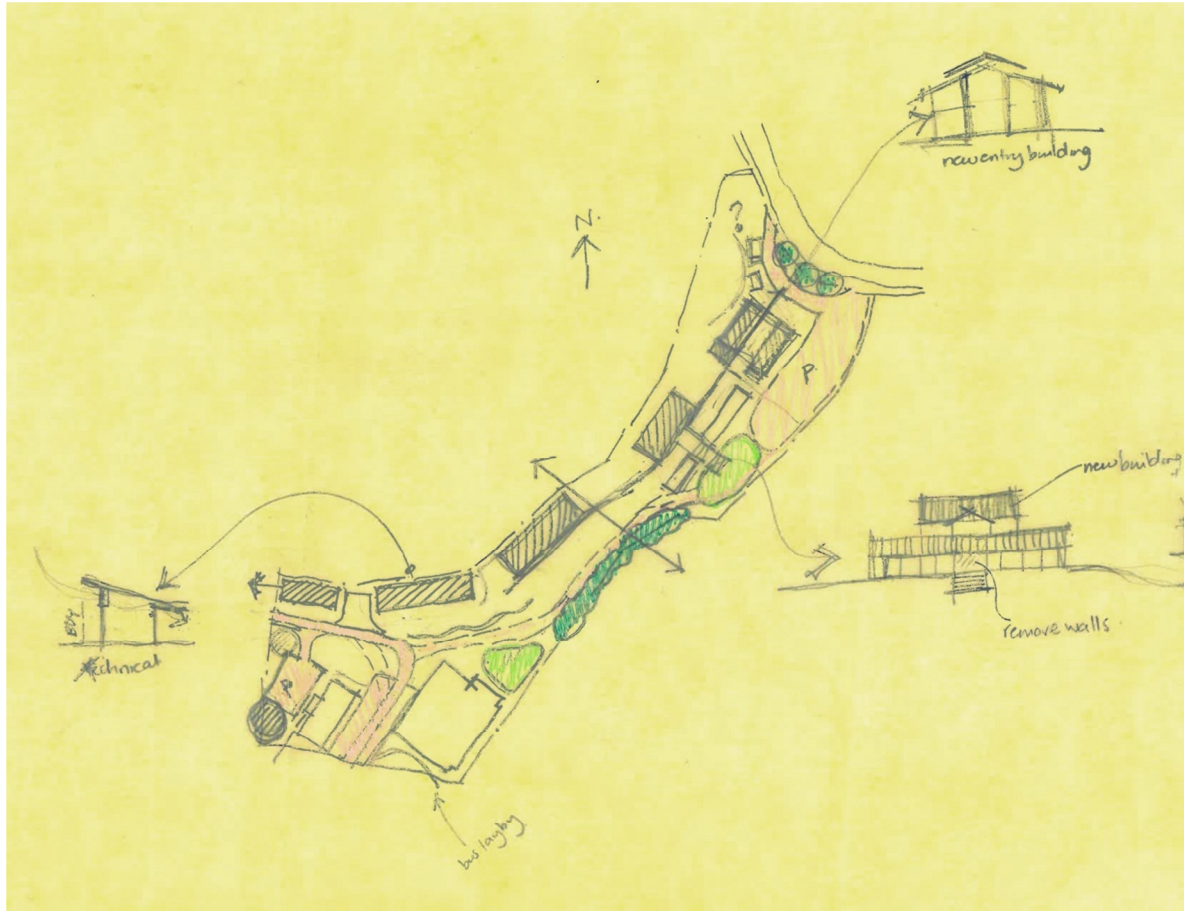 new entry building
N.
?
P
new building
remove walls
technical
P
bus layby